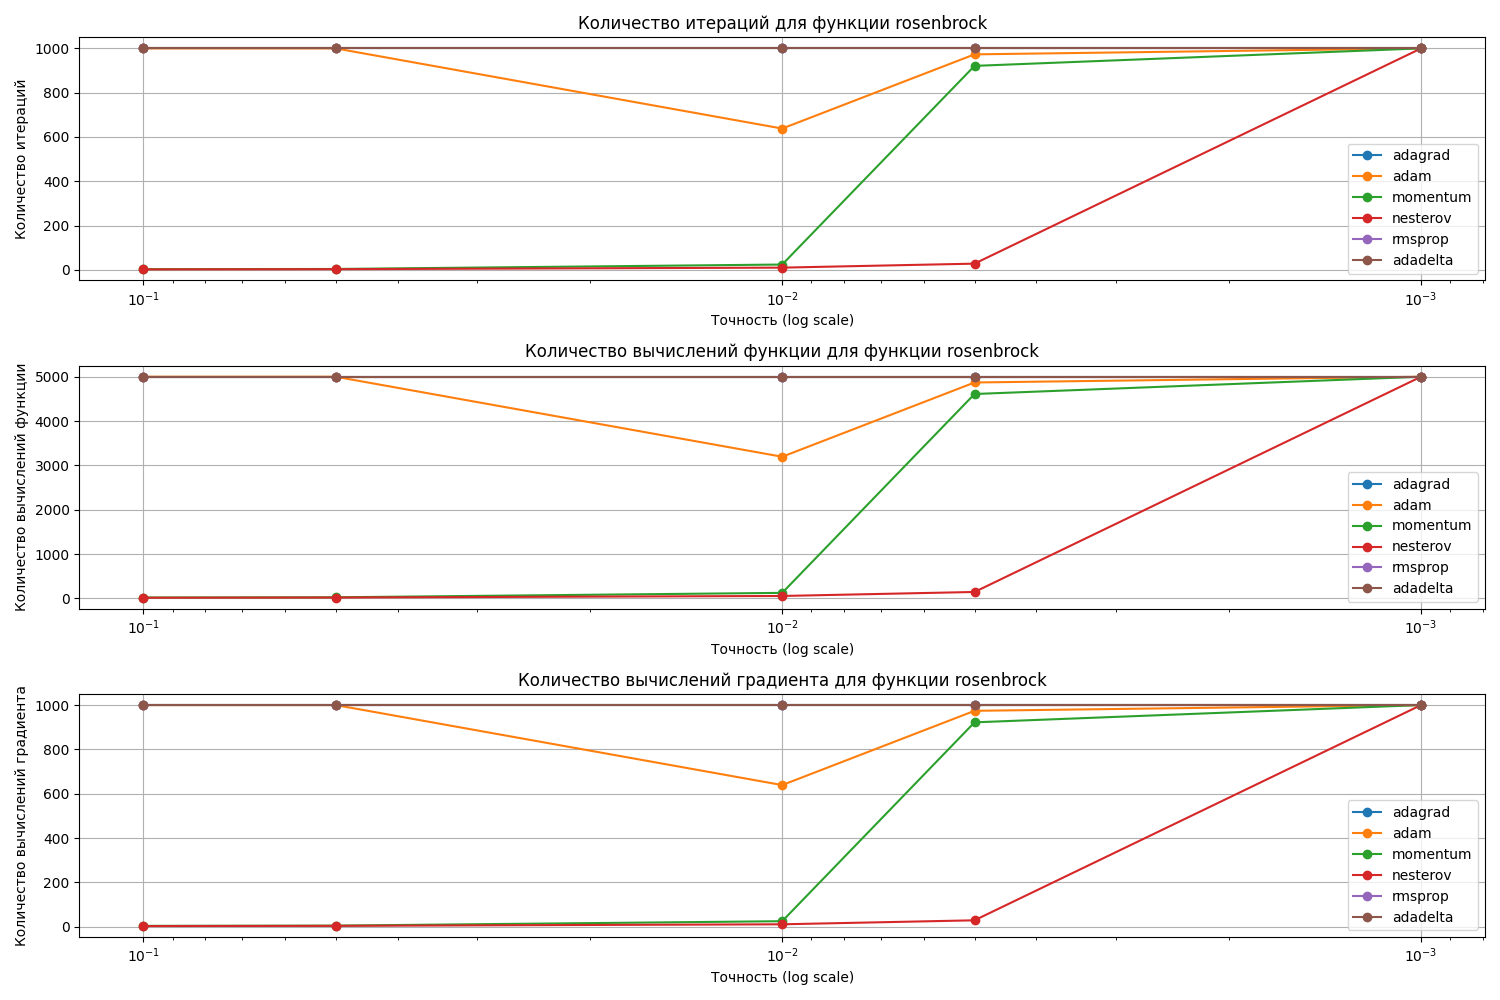 Количество итераций для функции rosenbrock
Количество итераций
1000
800
600
400
200
0
adagrad
adam
momentum
nesterov
rmsprop
adadelta
10⁻¹
10⁻²
10⁻³
Точность (log scale)
Количество вычислений функции для функции rosenbrock
Количество вычислений функции
5000
4000
3000
2000
1000
0
adagrad
adam
momentum
nesterov
rmsprop
adadelta
10⁻¹
10⁻²
10⁻³
Точность (log scale)
Количество вычислений градиента для функции rosenbrock
Количество вычислений градиента
1000
800
600
400
200
0
adagrad
adam
momentum
nesterov
rmsprop
adadelta
10⁻¹
10⁻²
10⁻³
Точность (log scale)